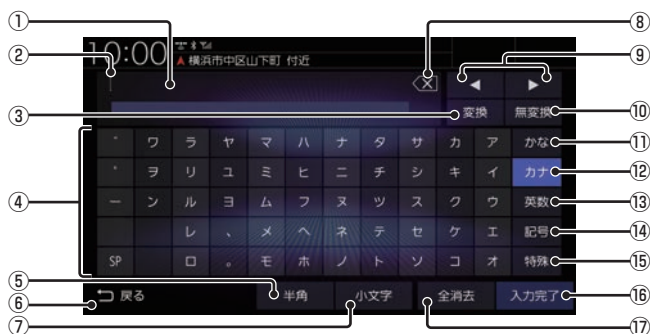 ①
⑧
②
10:00
横浜市中区山下町 付近
⑨
◀ ▶
③
変換 無変換
⑩
④
゛ ワ ラ ヤ マ ハ ナ タ サ カ ア かな
⑪
゜ ヲ リ ユ ミ ヒ ニ チ シ キ イ カナ
⑫
ー ン ル ヨ ム フ ヌ ツ ス ク ウ 英数
⑬
レ 、 メ ヘ ネ テ セ ケ エ 記号
⑭
SP ロ 。 モ ホ ノ ト ソ コ オ 特殊
⑮
⑤
⑥
戻る 半角 小文字 全消去 入力完了
⑯
⑦
⑰